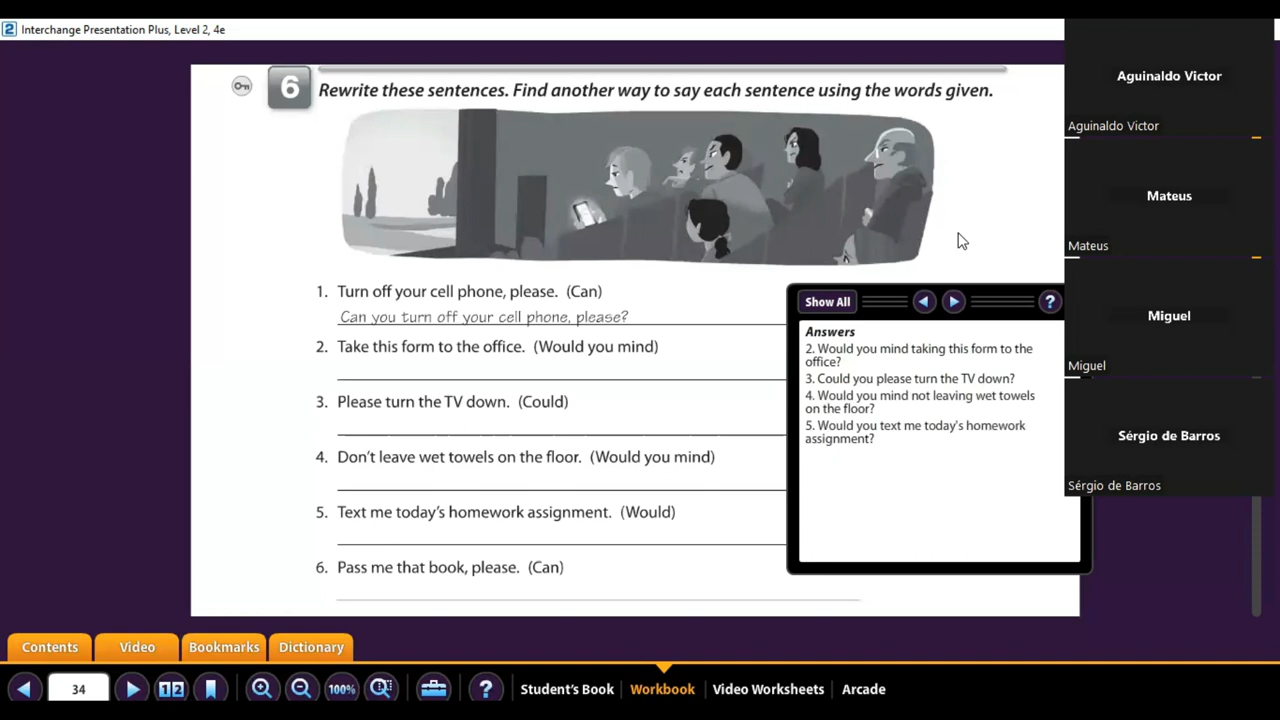 Interchange Presentation Plus, Level 2, 4e
6 Rewrite these sentences. Find another way to say each sentence using the words given.
1. Turn off your cell phone, please. (Can)
Can you turn off your cell phone, please?
2. Take this form to the office. (Would you mind)
3. Please turn the TV down. (Could)
4. Don't leave wet towels on the floor. (Would you mind)
5. Text me today's homework assignment. (Would)
6. Pass me that book, please. (Can)
Show All ?
Answers
2. Would you mind taking this form to the
office?
3. Could you please turn the TV down?
4. Would you mind not leaving wet towels
on the floor?
5. Would you text me today's homework
assignment?
Aguinaldo Victor
Aguinaldo Victor
Mateus
Mateus
Miguel
Miguel
Sérgio de Barros
Sérgio de Barros
Contents Video Bookmarks Dictionary
34 1 2 100% ? Student's Book Workbook Video Worksheets Arcade